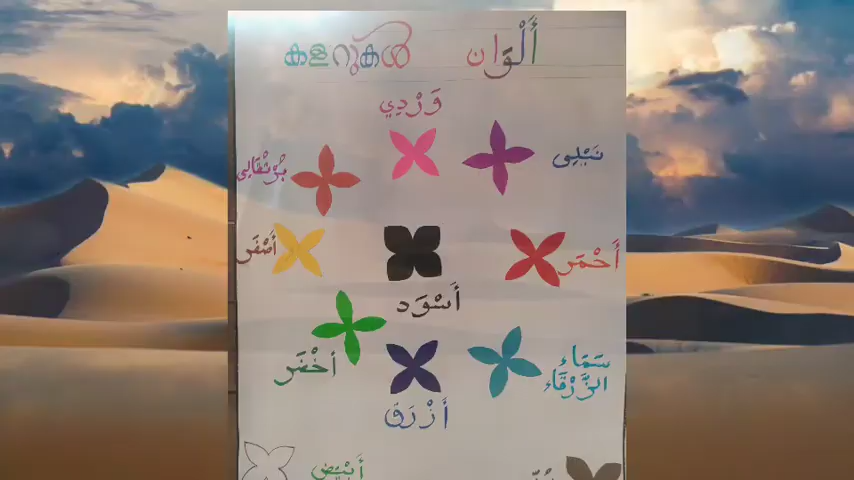 കളറുകൾ أَلْوَان
وَرْدِي
بُرْتُقَالِى
نَيْلِى
أَصْفَر
أَحْمَر
أَسْوَد
أَخْضَر
سَمَاء
الزَّرْقَاء
أَزْرَق
أَبْيَض